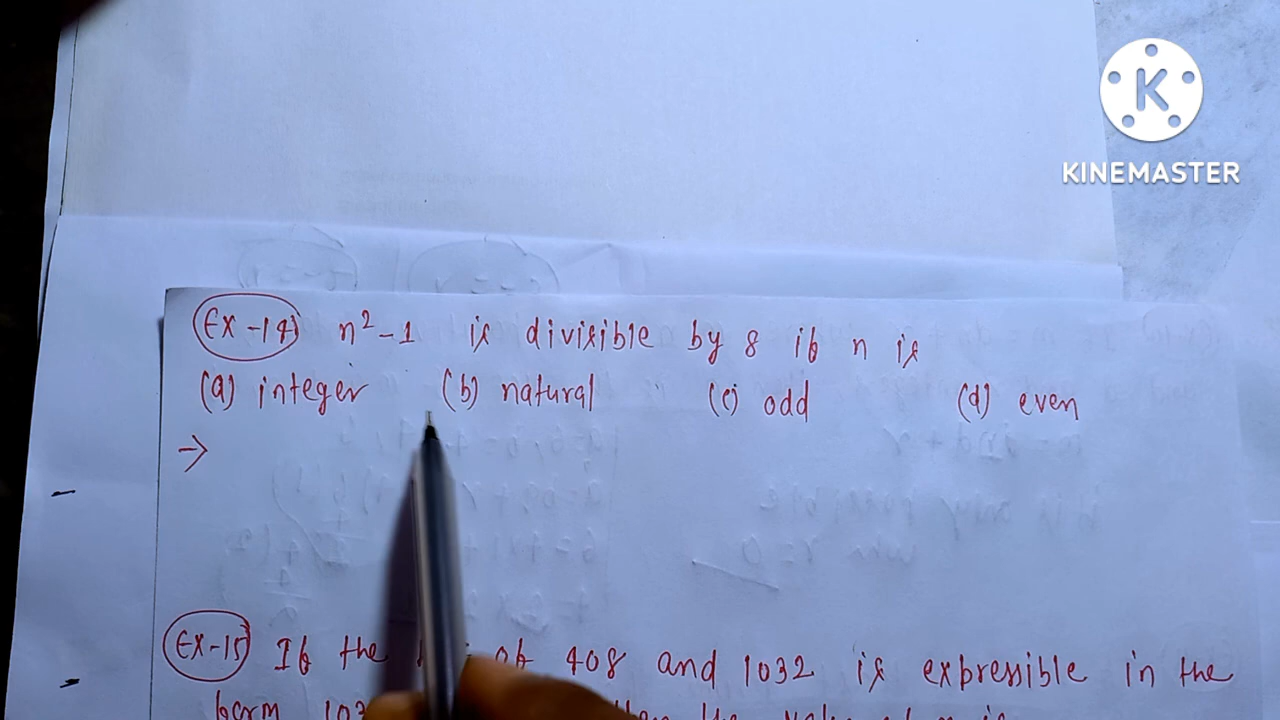 KINEMASTER
Ex-14) n²-1 is divisible by 8 if n is
(a) integer (b) natural (c) odd (d) even
→
Ex-15 If the of 408 and 1032 is expressible in the
form